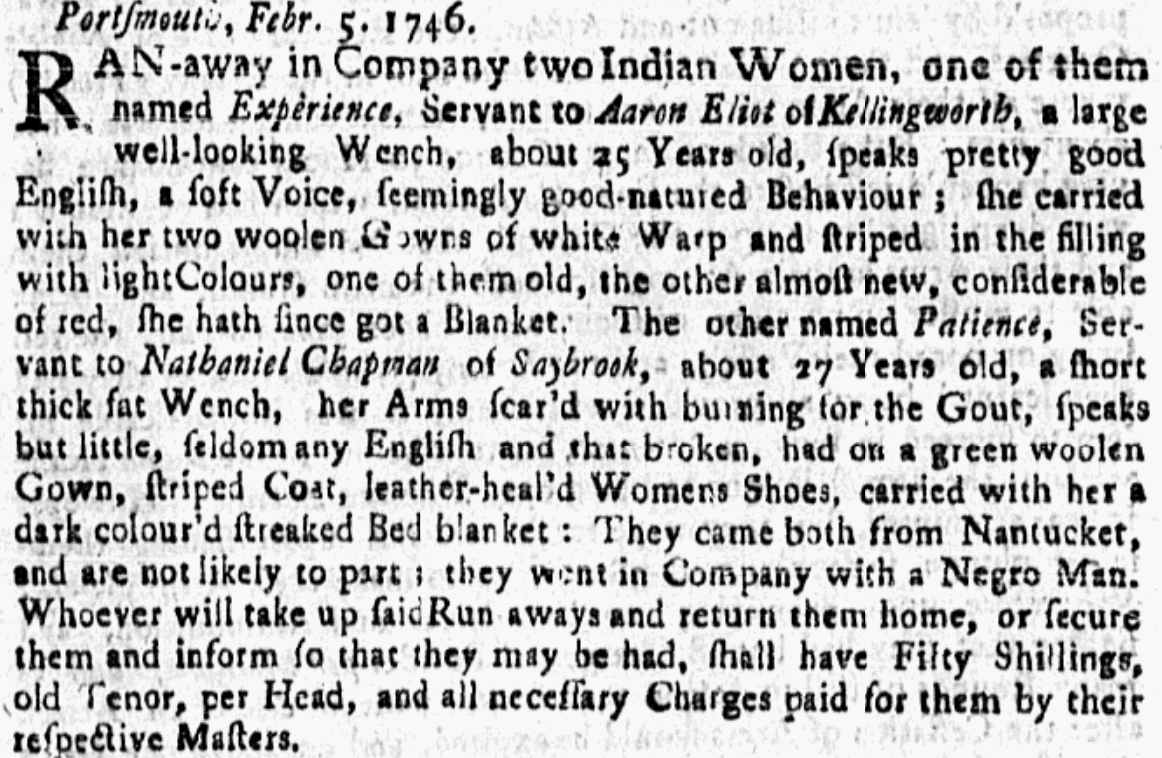 Portſmouth, Febr. 5. 1746.
RAN-away in Company two Indian Women, one of them
named Experience, Servant to Aaron Eliot of Kellingworth, a large
well-looking Wench, about 25 Years old, ſpeaks pretty good
Engliſh, a ſoft Voice, ſeemingly good-natured Behaviour; ſhe carried
with her two woolen Gowns of white Warp and ſtriped in the filling
with light Colours, one of them old, the other almoſt new, conſiderable
of red, ſhe hath ſince got a Blanket. The other named Patience, Ser-
vant to Nathaniel Chapman of Saybrook, about 27 Years old, a ſhort
thick fat Wench, her Arms ſcar'd with burning for the Gout, ſpeaks
but little, ſeldom any Engliſh and that broken, had on a green woolen
Gown, ſtriped Coat, leather-heal'd Womens Shoes, carried with her a
dark colour'd ſtreaked Bed blanket: They came both from Nantucket,
and are not likely to part; they went in Company with a Negro Man.
Whoever will take up ſaid Run aways and return them home, or ſecure
them and inform ſo that they may be had, ſhall have Fifty Shillings,
old Tenor, per Head, and all neceſſary Charges paid for them by their
reſpective Maſters.